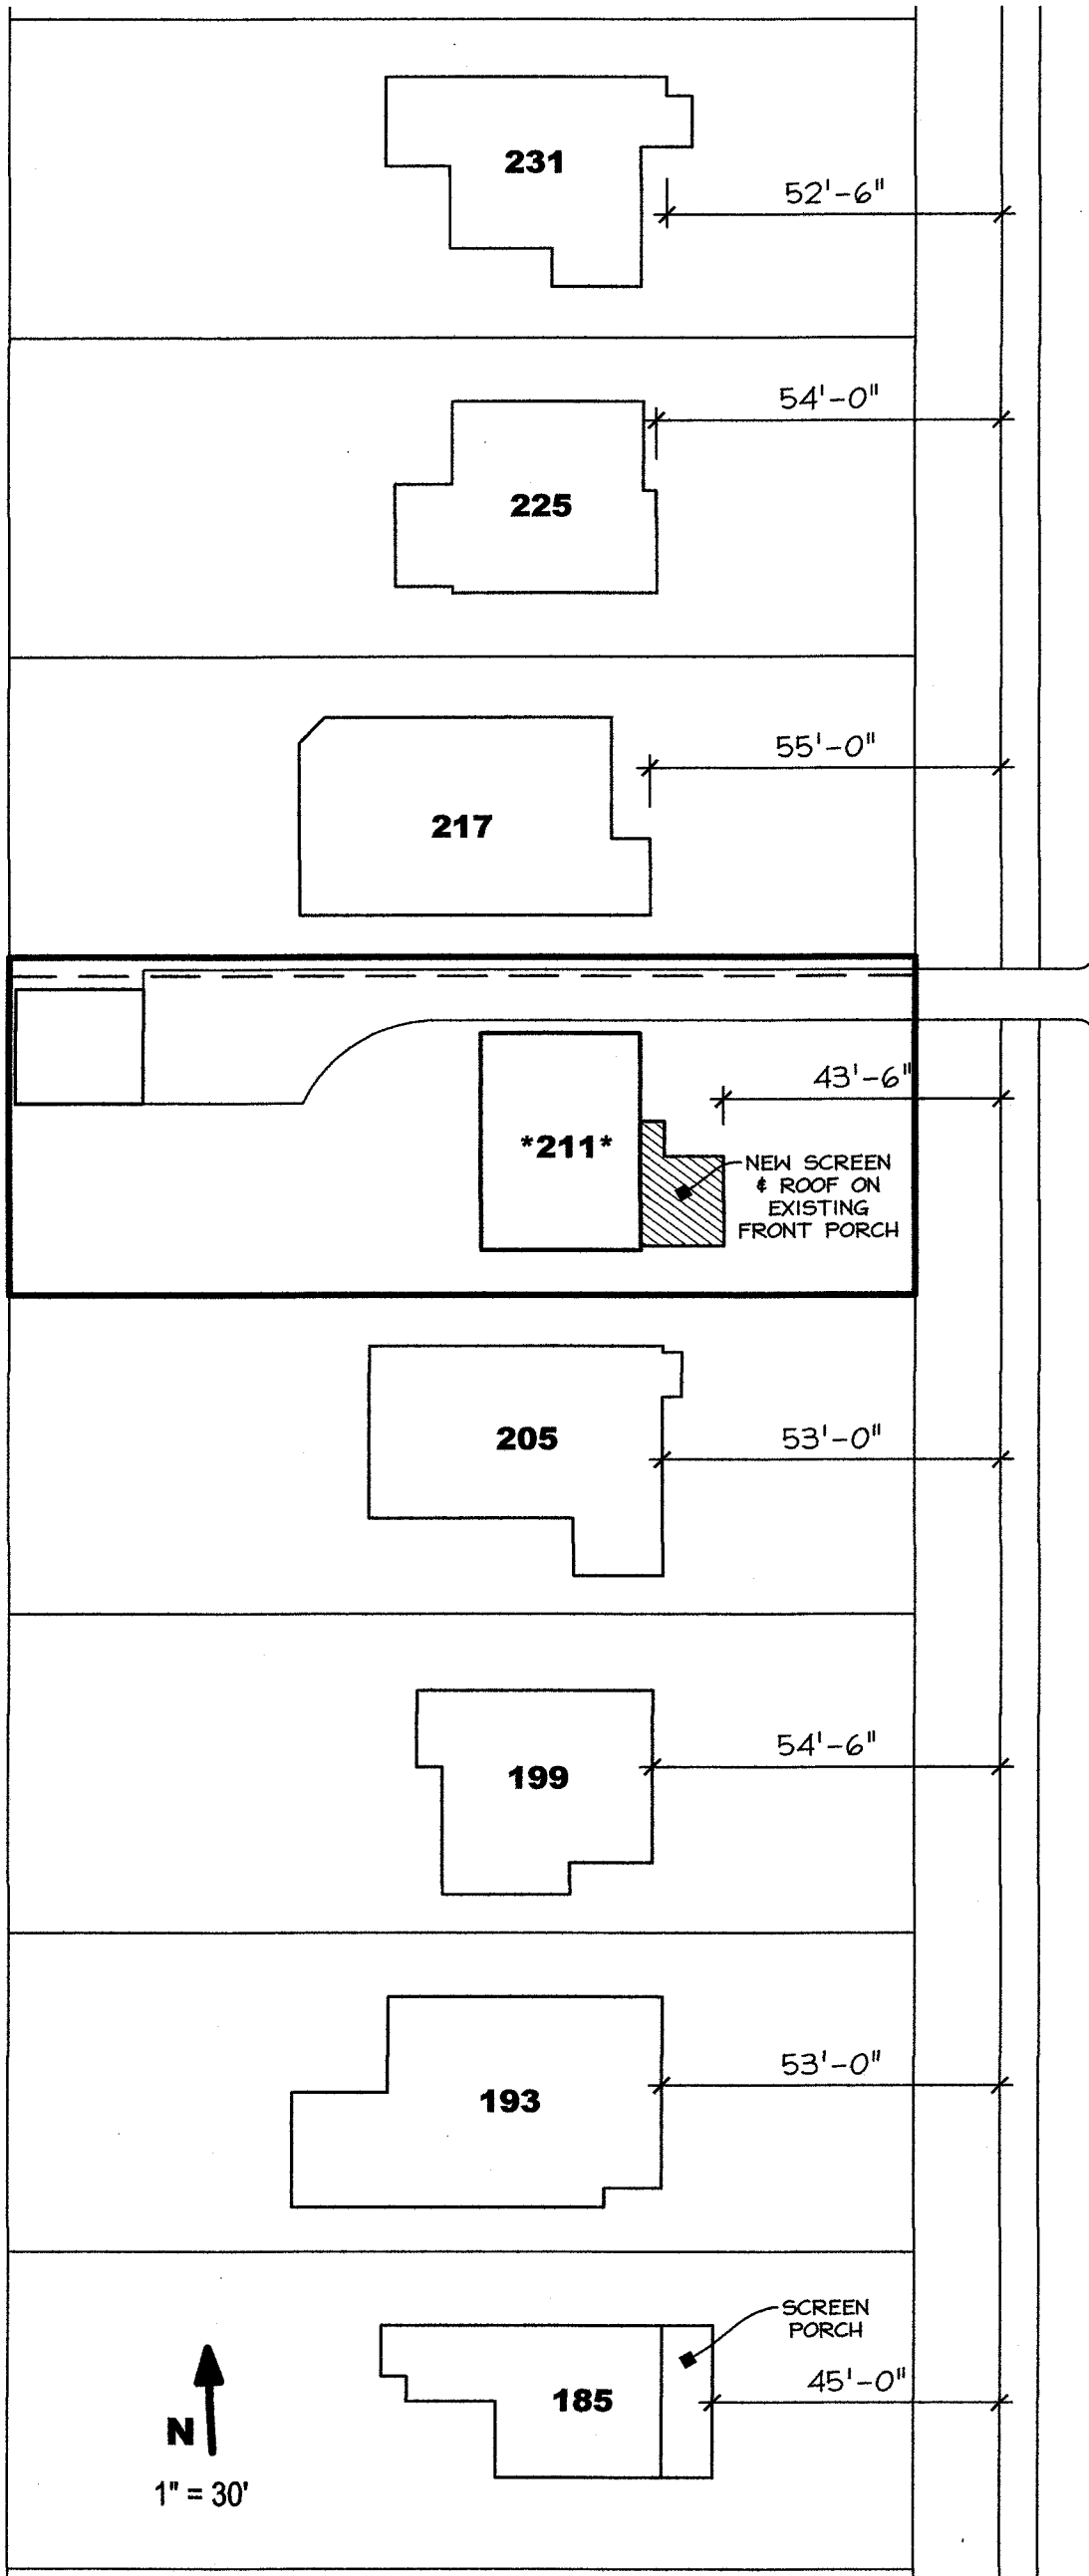 231
52'-6"
54'-0"
225
55'-0"
217
43'-6"
*211*
NEW SCREEN
& ROOF ON
EXISTING
FRONT PORCH
205
53'-0"
54'-6"
199
53'-0"
193
SCREEN
PORCH
45'-0"
185
N
1" = 30'